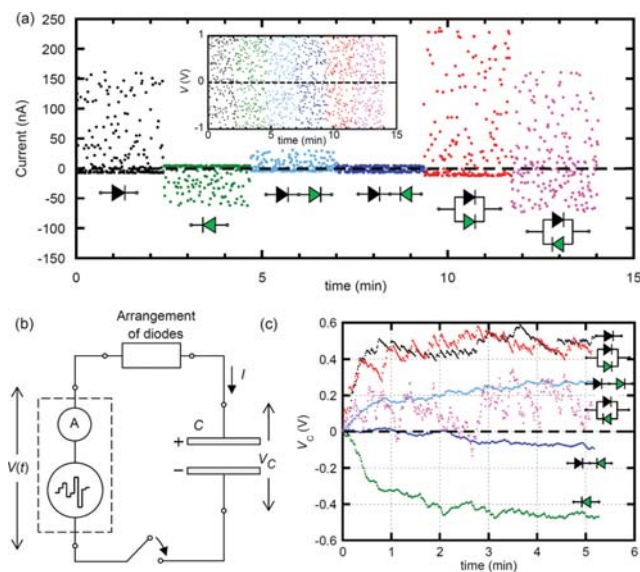 (a)
250
200
150
100
50
0
-50
-100
-150
Current (nA)
0
5
10
15
time (min)
1
0
-1
V (V)
0
5
10
15
time (min)
(b)
Arrangement
of diodes
I
A
C
+
−
V(t)
V_C
(c)
0.6
0.4
0.2
0
-0.2
-0.4
-0.6
V_C (V)
0
1
2
3
4
5
6
time (min)